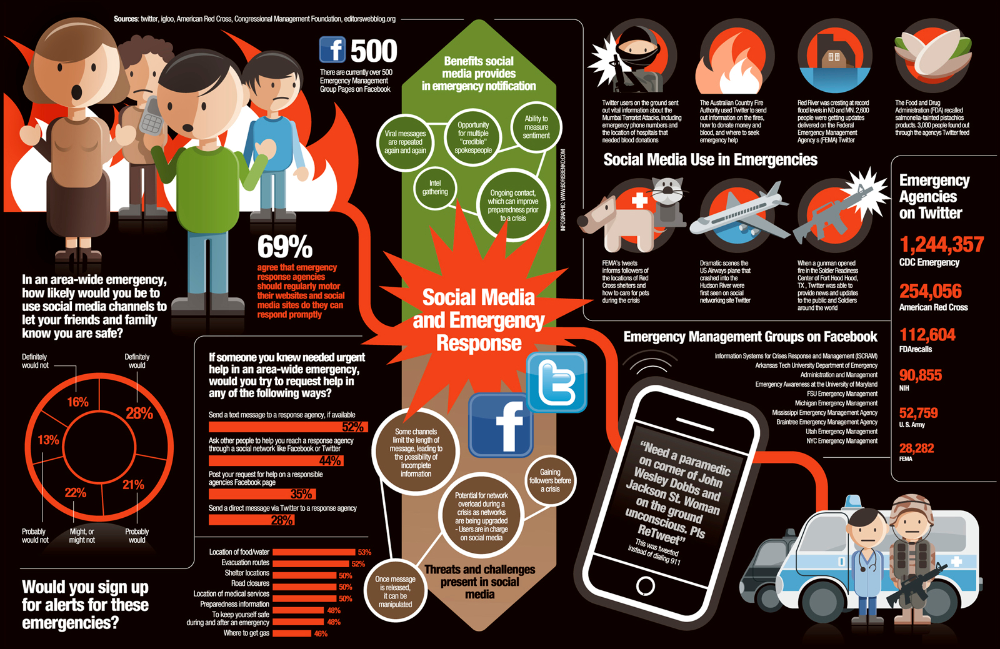 Sources: twitter, igloo, American Red Cross, Congressional Management Foundation, editorswebblog.org
f 500
There are currently over 500
Emergency Management
Group Pages on Facebook
69%
agree that emergency
response agencies
should regularly motor
their websites and social
media sites do they can
respond promptly
In an area-wide emergency,
how likely would you be to
use social media channels to
let your friends and family
know you are safe?
Definitely
would not
Definitely
would
16%
28%
13%
22%
21%
Probably
would not
Might, or
might not
Probably
would
If someone you knew needed urgent
help in an area-wide emergency,
would you try to request help in
any of the following ways?
Send a text message to a response agency, if available
52%
Ask other people to help you reach a response agency
through a social network like Facebook or Twitter
44%
Post your request for help on a responsible
agencies Facebook page
35%
Send a direct message via Twitter to a response agency
28%
Would you sign up
for alerts for these
emergencies?
Location of food/water 53%
Evacuation routes 52%
Shelter locations 50%
Road closures 50%
Location of medical services 50%
Preparedness information 48%
To keep yourself safe
during and after an emergency 48%
Where to get gas 46%
Benefits social
media provides
in emergency notification
Viral messages
are repeated
again and again
Opportunity
for multiple
"credible"
spokespeople
Ability to
measure
sentiment
Intel
gathering
Ongoing contact,
which can improve
preparedness prior
to a crisis
INFOGRAPHIC: WWW.BORISBENKO.COM
Social Media
and Emergency
Response
t
f
Some channels
limit the length of
message, leading to
the possibility of
incomplete
information
Gaining
followers before
a crisis
Potential for network
overload during a
crisis as networks
are being upgraded
- Users are in charge
on social media
Once message
is released,
it can be
manipulated
Threats and challenges
present in social
media
Twitter users on the ground sent
out vital information about the
Mumbai Terrorist Attacks, including
emergency phone numbers and
the location of hospitals that
needed blood donations
The Australian Country Fire
Authority used Twitter to send
out information on the fires,
how to donate money and
blood, and where to seek
emergency help
Red River was cresting at record
flood levels in ND and MN. 2,600
people were getting updates
delivered on the Federal
Emergency Management
Agency s (FEMA) Twitter
The Food and Drug
Administration (FDA) recalled
salmonella-tainted pistachios
products. 3,000 people found out
through the agencys Twitter feed
Social Media Use in Emergencies
FEMA's tweets
informs followers of
the locations of Red
Cross shelters and
how to care for pets
during the crisis
Dramatic scenes the
US Airways plane that
crashed into the
Hudson River were
first seen on social
networking site Twitter
When a gunman opened
fire in the Soldier Readiness
Center of Fort Hood Hood,
TX , Twitter was able to
provide news and updates
to the public and Soldiers
around the world
Emergency
Agencies
on Twitter
1,244,357
CDC Emergency
254,056
American Red Cross
112,604
FDArecalls
90,855
NIH
52,759
U. S. Army
28,282
FEMA
Emergency Management Groups on Facebook
Information Systems for Crises Response and Management (ISCRAM)
Arkansas Tech University Department of Emergency
Administration and Management
Emergency Awareness at the University of Maryland
FSU Emergency Management
Michigan Emergency Management
Mississippi Emergency Management Agency
Braintree Emergency Management Agency
Utah Emergency Management
NYC Emergency Management
"Need a paramedic
on corner of John
Wesley Dobbs and
Jackson St. Woman
on the ground
unconscious. Pls
ReTweet"
This was tweeted
instead of dialing 911